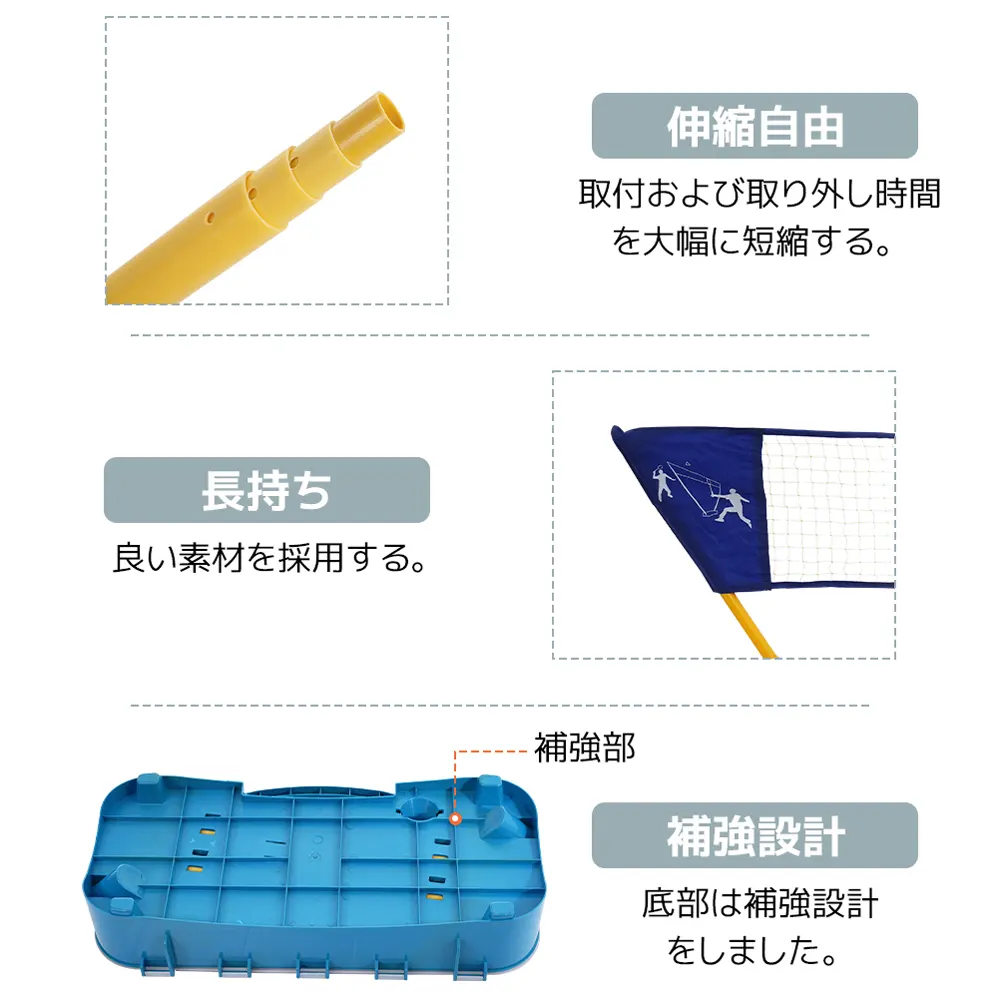 伸縮自由
取付および取り外し時間
を大幅に短縮する。
長持ち
良い素材を採用する。
補強部
補強設計
底部は補強設計
をしました。